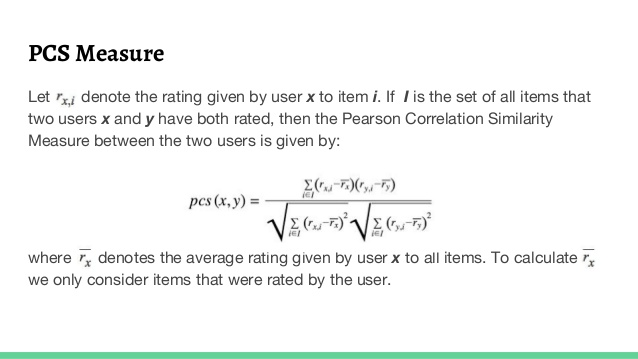 PCS Measure
Let r_{x,i} denote the rating given by user x to item i. If I is the set of all items that
two users x and y have both rated, then the Pearson Correlation Similarity
Measure between the two users is given by:
pcs(x, y) = \frac{\sum_{i∈I}(r_{x,i} - \overline{r_x})(r_{y,i} - \overline{r_y})}{\sqrt{\sum_{i∈I}(r_{x,i} - \overline{r_x})^2}\sqrt{\sum_{i∈I}(r_{y,i} - \overline{r_y})^2}}
where \overline{r_x} denotes the average rating given by user x to all items. To calculate \overline{r_x}
we only consider items that were rated by the user.